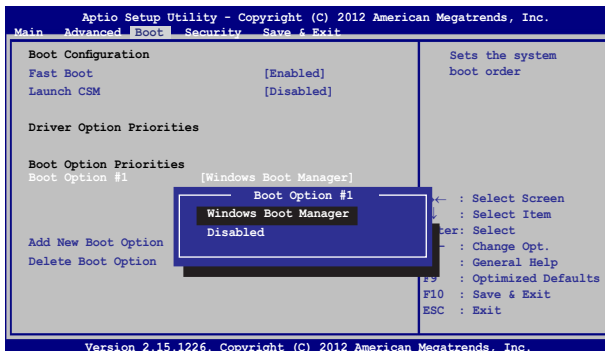 Aptio Setup Utility - Copyright (C) 2012 American Megatrends, Inc.
Main Advanced Boot Security Save & Exit
Boot Configuration
Fast Boot [Enabled]
Launch CSM [Disabled]
Driver Option Priorities
Boot Option Priorities
Boot Option #1 [Windows Boot Manager]
Add New Boot Option
Delete Boot Option
Boot Option #1
Windows Boot Manager
Disabled
Sets the system
boot order
←  : Select Screen
: Select Item
ter: Select
: Change Opt.
: General Help
F9 : Optimized Defaults
F10 : Save & Exit
ESC : Exit
Version 2.15.1226. Copyright (C) 2012 American Megatrends, Inc.